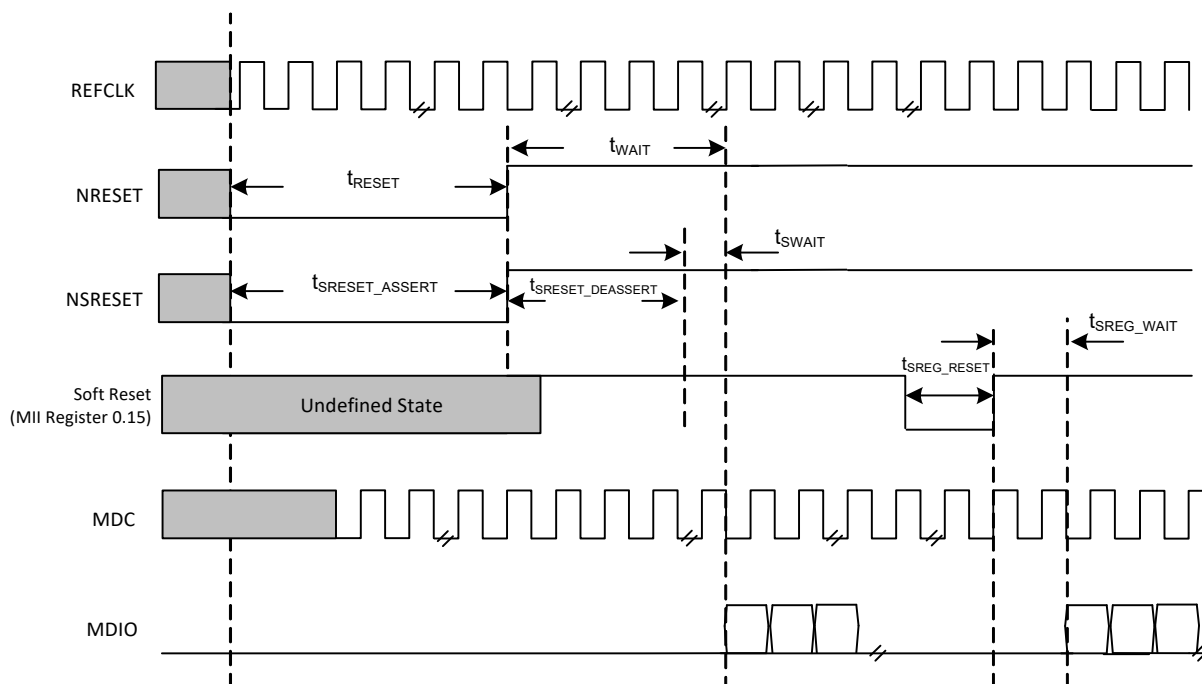 REFCLK
tWAIT
tRESET
NRESET
tSWAIT
tSRESET_ASSERT
tSRESET_DEASSERT
NSRESET
tSREG_WAIT
tSREG_RESET
Soft Reset
(MII Register 0.15)
Undefined State
MDC
MDIO